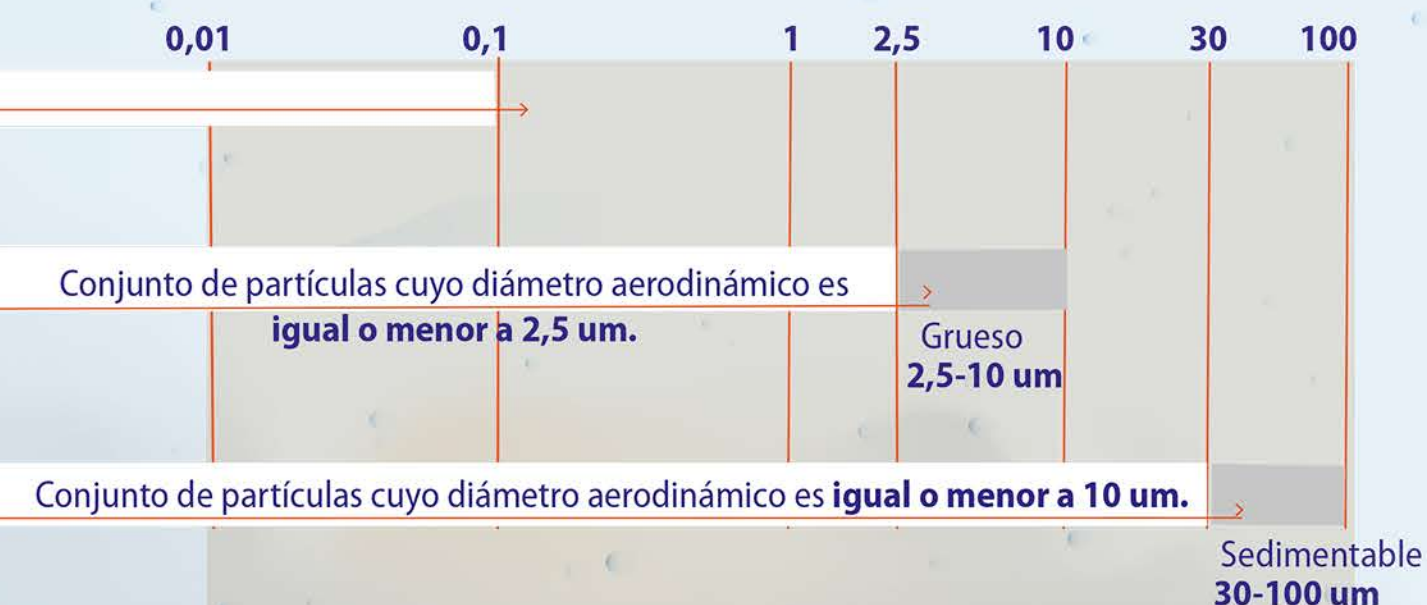 0,01 0,1 1 2,5 10 30 100
Conjunto de partículas cuyo diámetro aerodinámico es
igual o menor a 2,5 um.
Grueso
2,5-10 um
Conjunto de partículas cuyo diámetro aerodinámico es igual o menor a 10 um.
Sedimentable
30-100 um